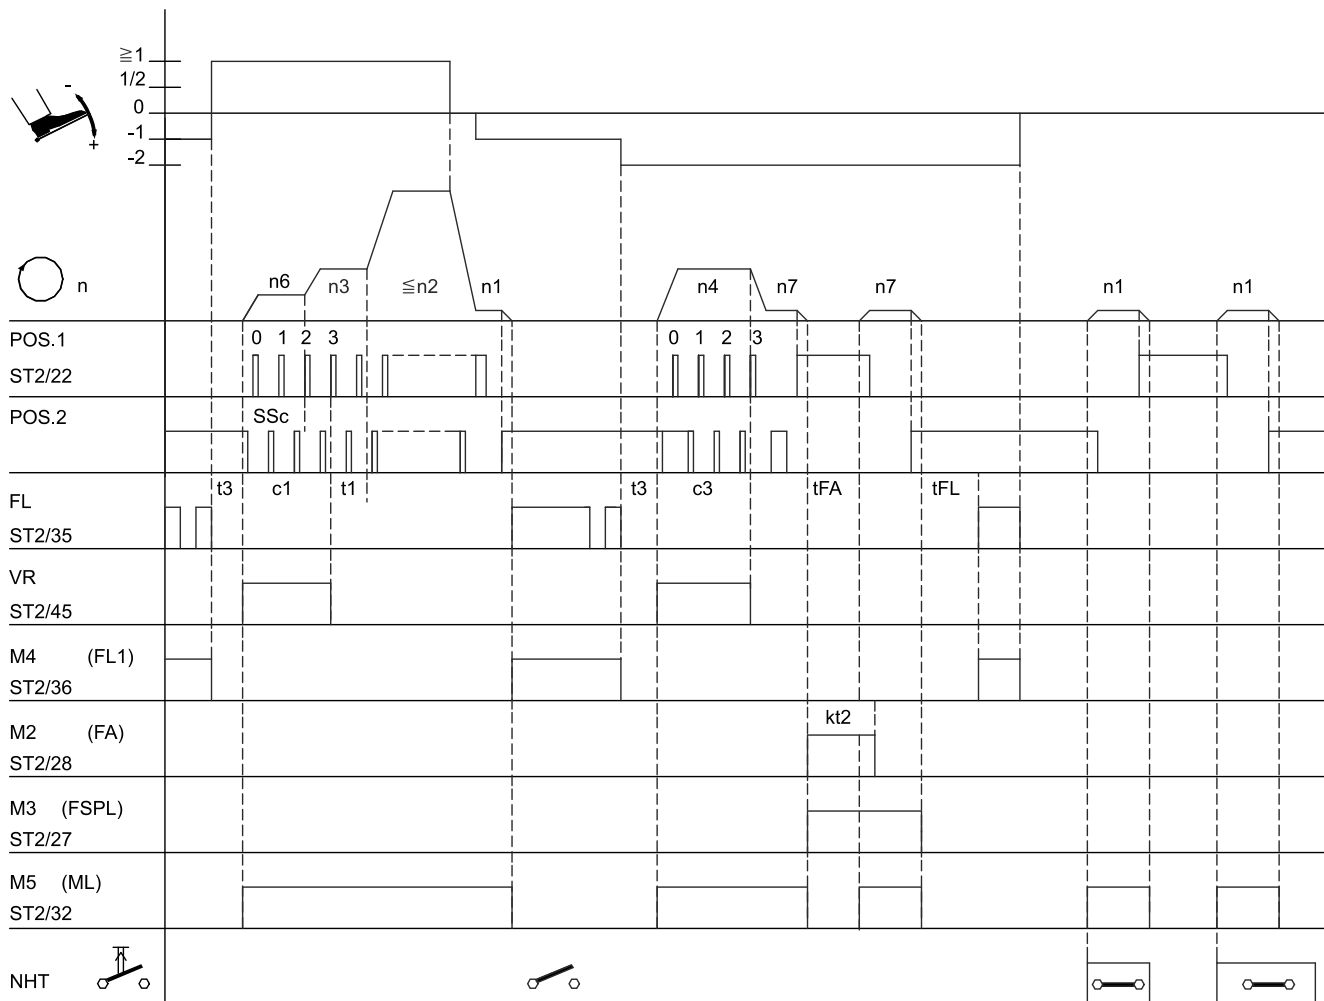 ≧1
1/2
0
-1
-2
-
+
n
n6 n3 ≦n2 n1 n4 n7 n7 n1 n1
POS.1 0 1 2 3 0 1 2 3
ST2/22
POS.2 SSc
t3 c1 t1 t3 c3 tFA tFL
FL
ST2/35
VR
ST2/45
M4 (FL1)
ST2/36
kt2
M2 (FA)
ST2/28
M3 (FSPL)
ST2/27
M5 (ML)
ST2/32
NHT